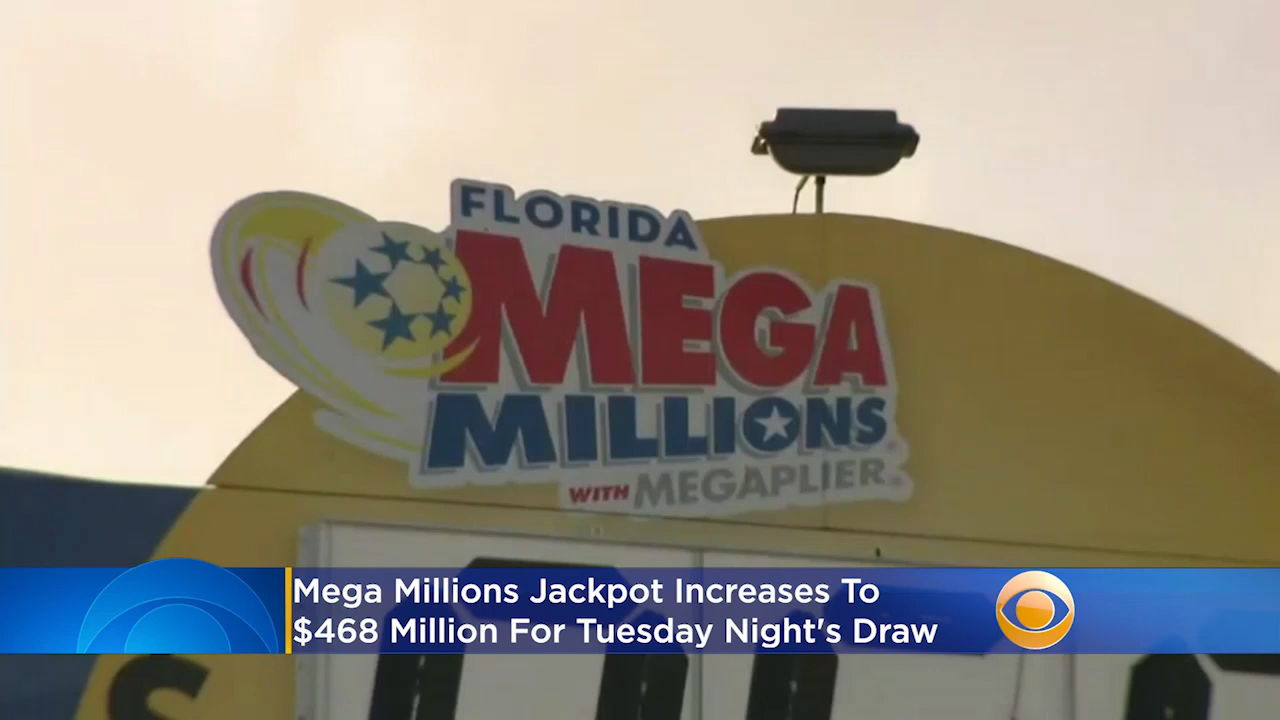 FLORIDA
MEGA
MILLIONS
WITH MEGAPLIER
Mega Millions Jackpot Increases To
$468 Million For Tuesday Night's Draw
S